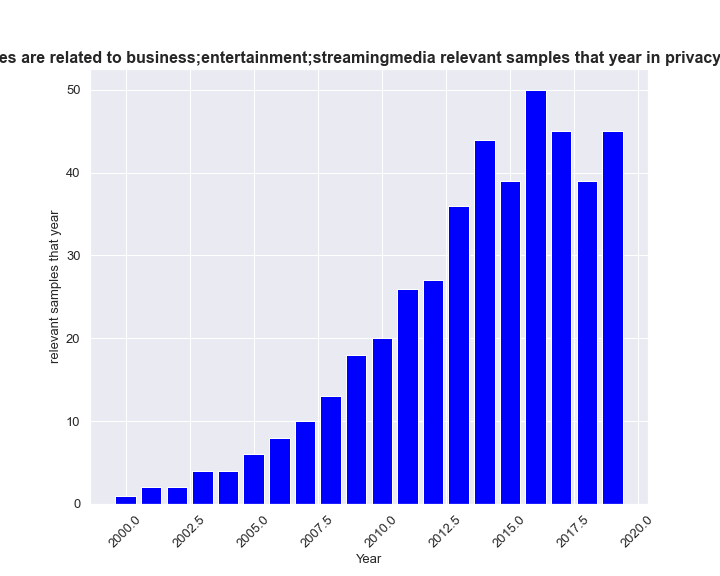 es are related to business;entertainment;streamingmedia relevant samples that year in privacy
50
40
30
20
10
0
relevant samples that year
2000.0 2002.5 2005.0 2007.5 2010.0 2012.5 2015.0 2017.5 2020.0
Year